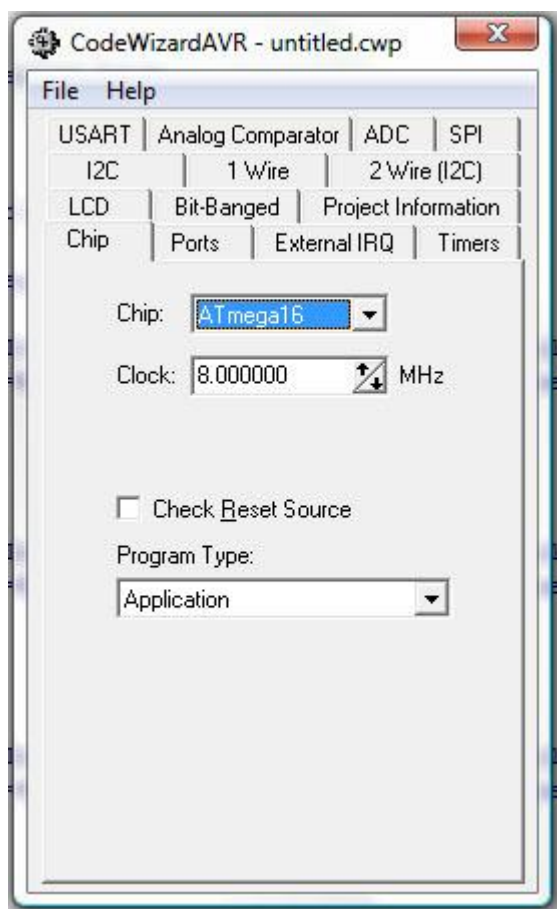 CodeWizardAVR - untitled.cwp
File Help
USART Analog Comparator ADC SPI
I2C 1 Wire 2 Wire (I2C)
LCD Bit-Banged Project Information
Chip Ports External IRQ Timers
Chip: ATmega16
Clock: 8.000000 MHz
Check Reset Source
Program Type:
Application